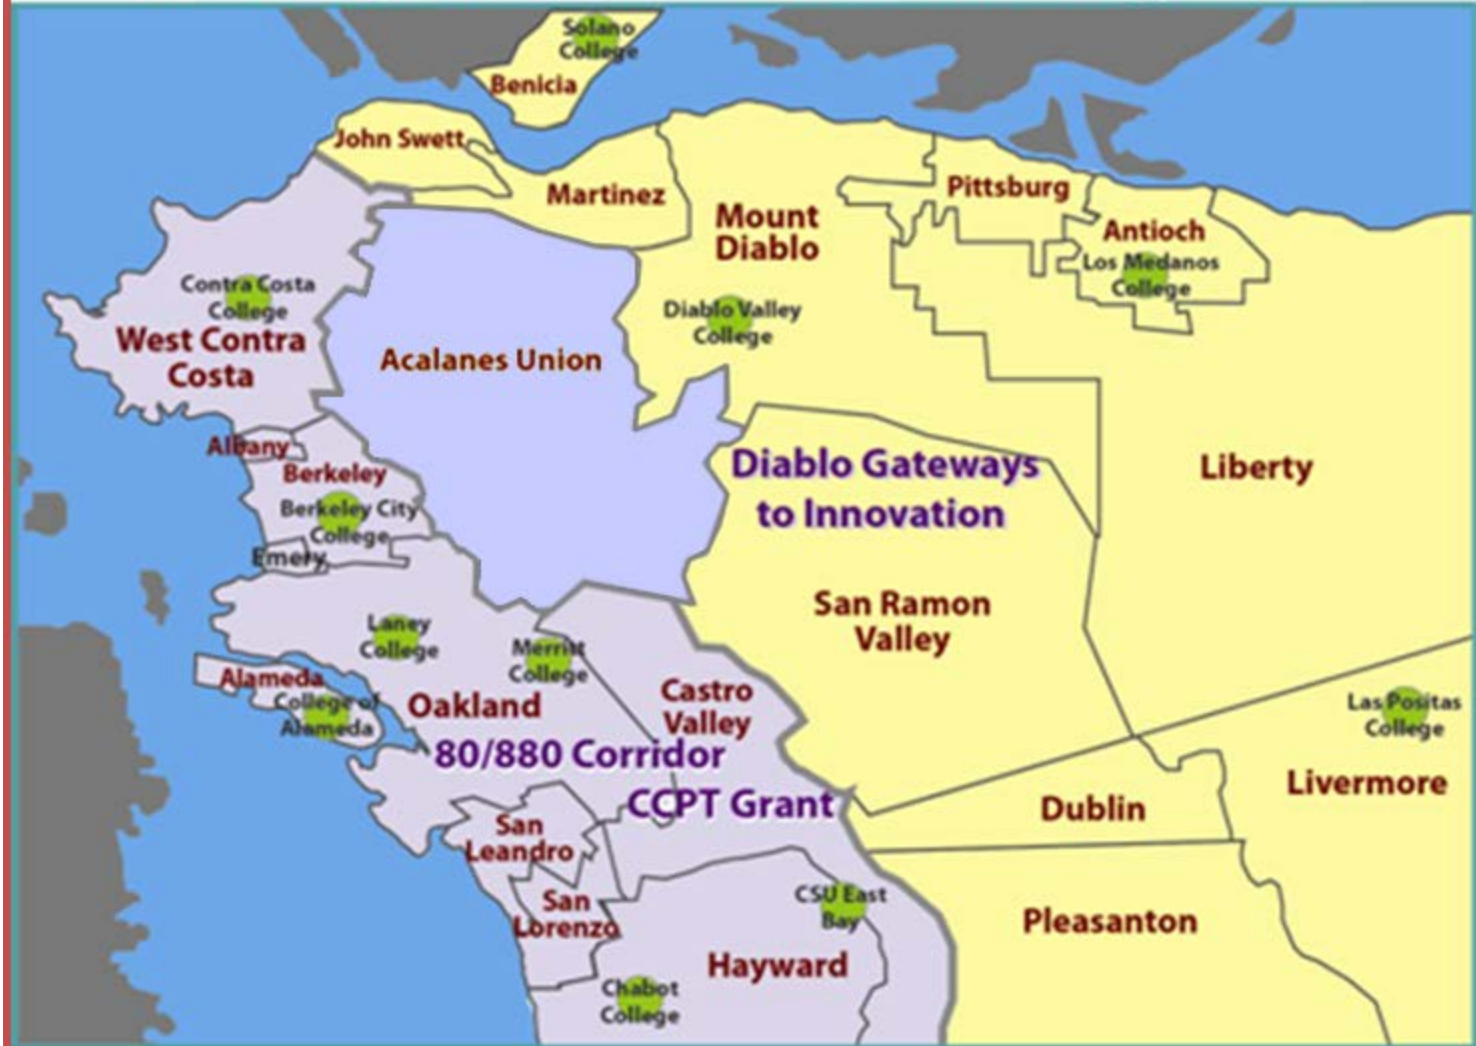 Solano
College
Benicia
John Swett
Martinez
Mount
Diablo
Pittsburg
Antioch
Los Medanos
College
Contra Costa
College
West Contra
Costa
Diablo Valley
College
Acalanes Union
Albany
Berkeley
Berkeley City
College
Emery
Diablo Gateways
to Innovation
Liberty
San Ramon
Valley
Laney
College
Merritt
College
Alameda
College of
Alameda
Oakland
Castro
Valley
Las Positas
College
80/880 Corridor
CCPT Grant
Livermore
Dublin
San
Leandro
San
Lorenzo
CSU East
Bay
Pleasanton
Hayward
Chabot
College